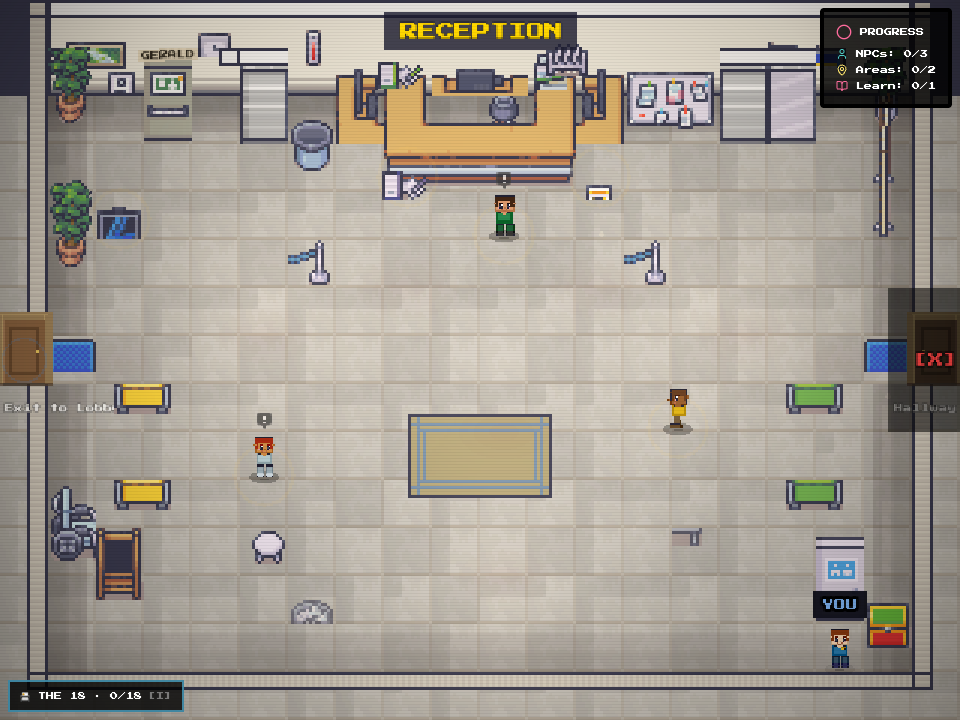 RECEPTION
PROGRESS
NPCs: 0/3
Areas: 0/2
Learn: 0/1
GERALD
[X]
Exit to Lobb
Hallway
YOU
THE 18 · 0/18 [I]